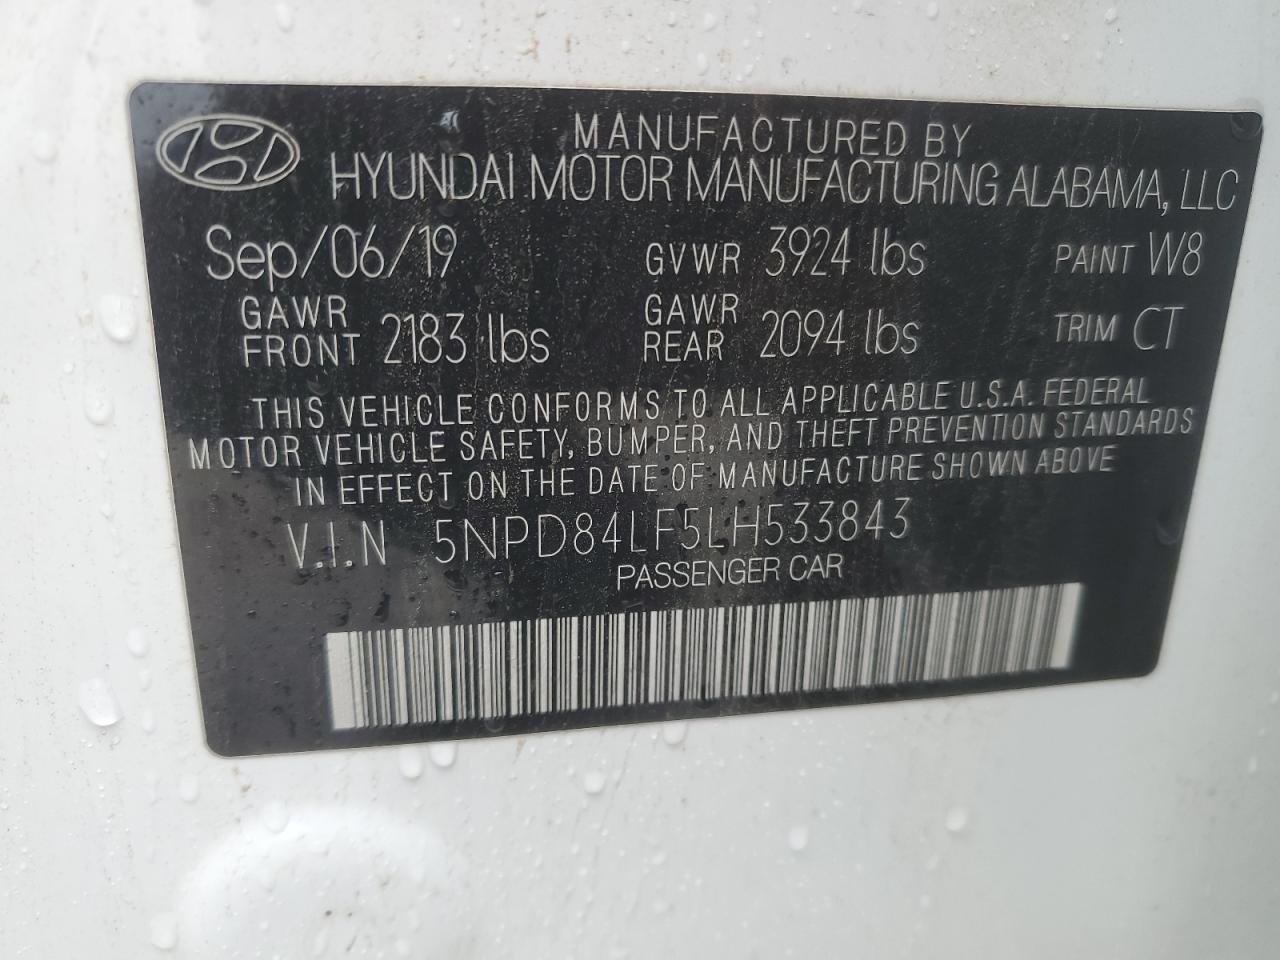 MANUFACTURED BY
HYUNDAI MOTOR MANUFACTURING ALABAMA, LLC
Sep/06/19 GVWR 3924 lbs PAINT W8
GAWR FRONT 2183 lbs GAWR REAR 2094 lbs TRIM CT
THIS VEHICLE CONFORMS TO ALL APPLICABLE U.S.A. FEDERAL
MOTOR VEHICLE SAFETY, BUMPER, AND THEFT PREVENTION STANDARDS
IN EFFECT ON THE DATE OF MANUFACTURE SHOWN ABOVE
V.I.N 5NPD84LF5LH533843
PASSENGER CAR